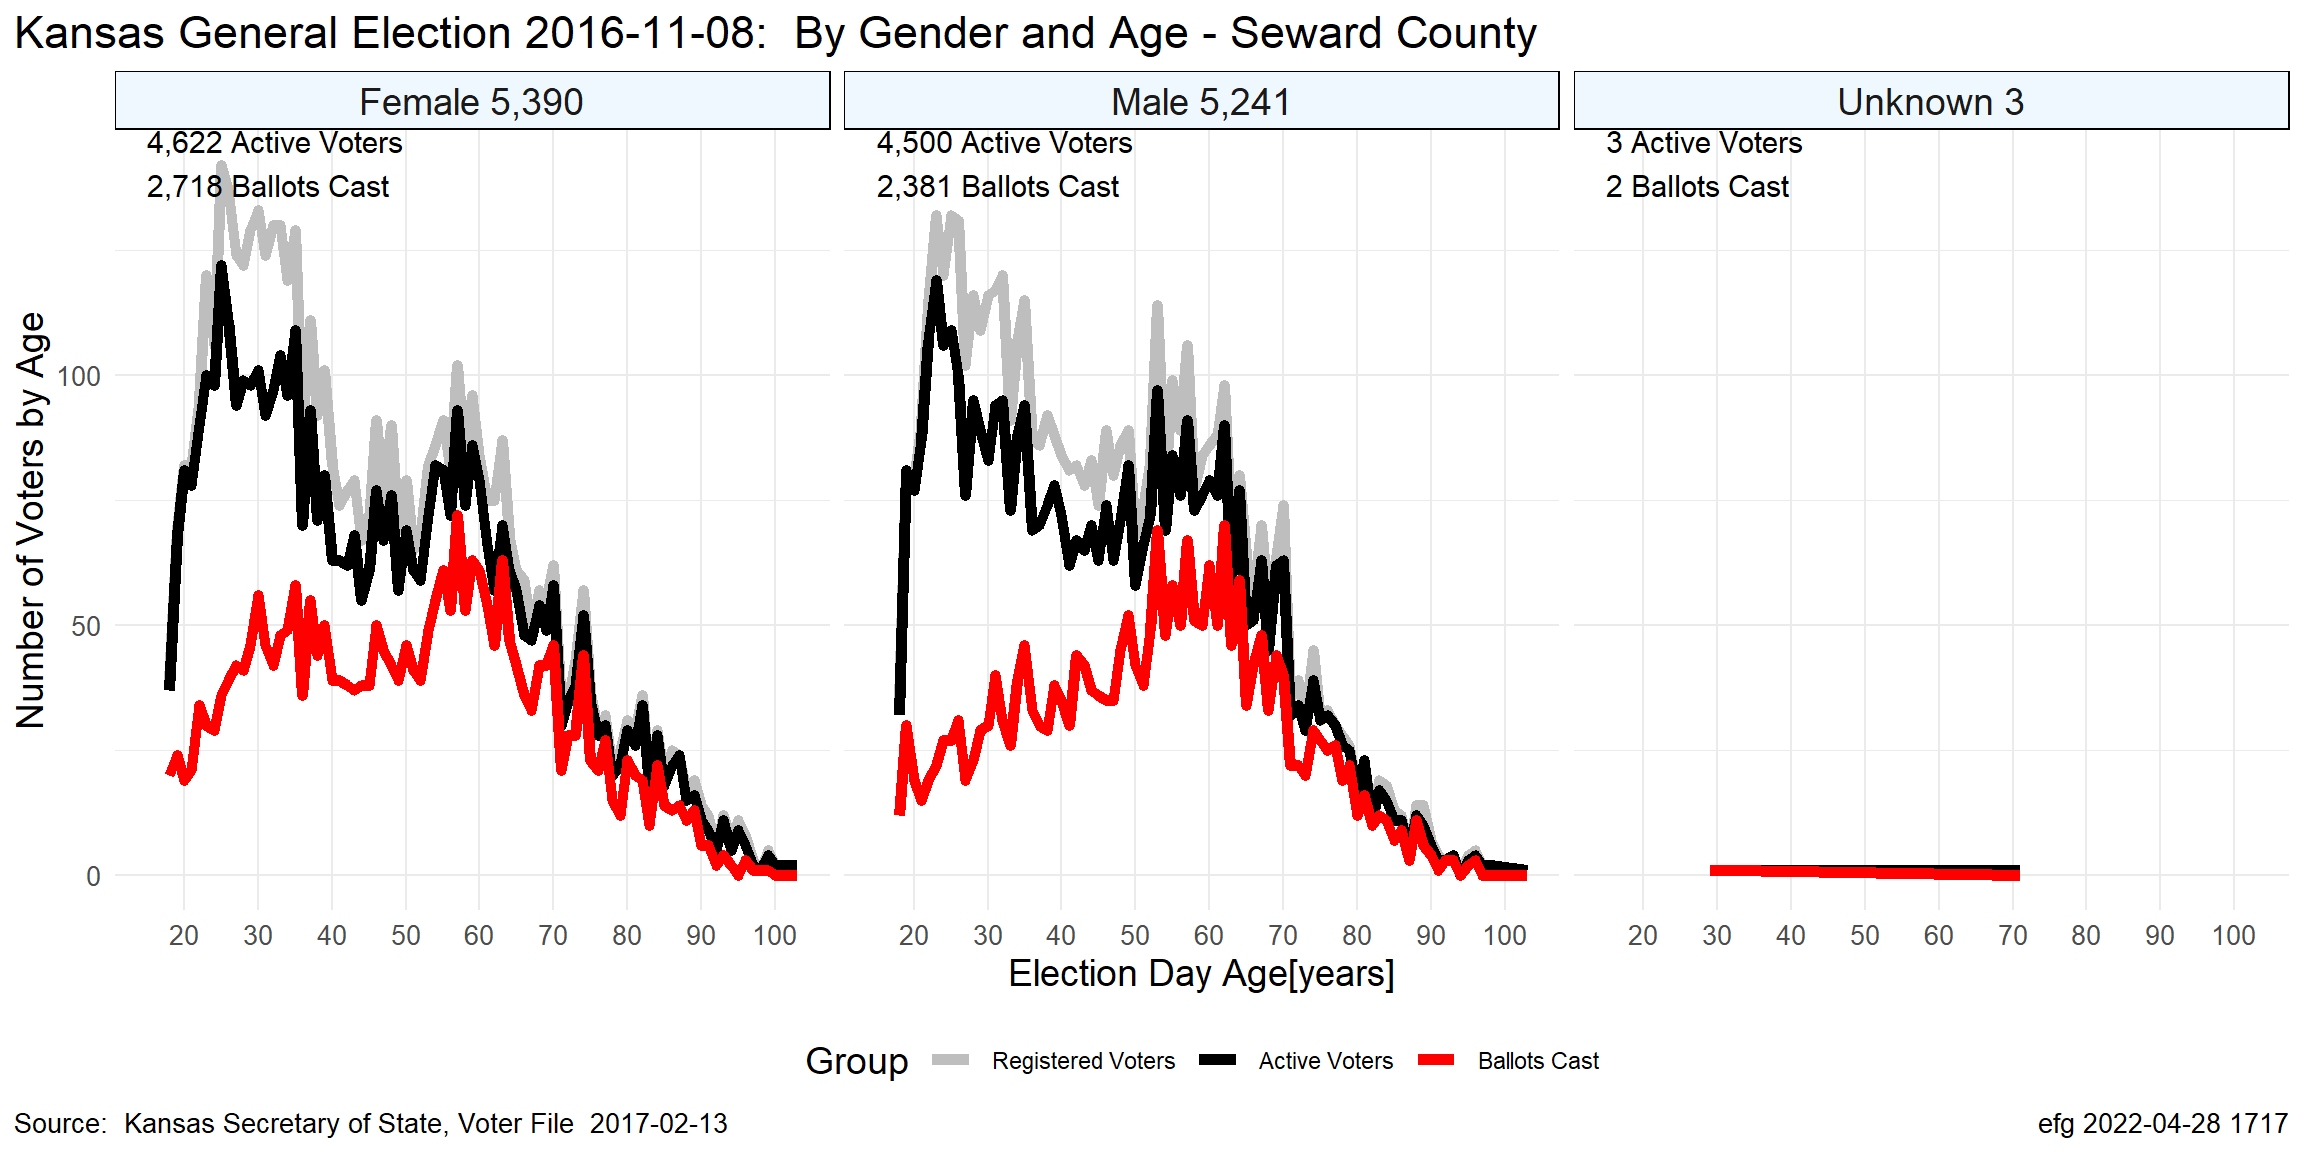 Kansas General Election 2016-11-08:  By Gender and Age - Seward County
Female 5,390
Male 5,241
Unknown 3
4,622 Active Voters
2,718 Ballots Cast
4,500 Active Voters
2,381 Ballots Cast
3 Active Voters
2 Ballots Cast
Number of Voters by Age
100
50
0
20 30 40 50 60 70 80 90 100
20 30 40 50 60 70 80 90 100
20 30 40 50 60 70 80 90 100
Election Day Age[years]
Group Registered Voters Active Voters Ballots Cast
Source:  Kansas Secretary of State, Voter File  2017-02-13
efg 2022-04-28 1717